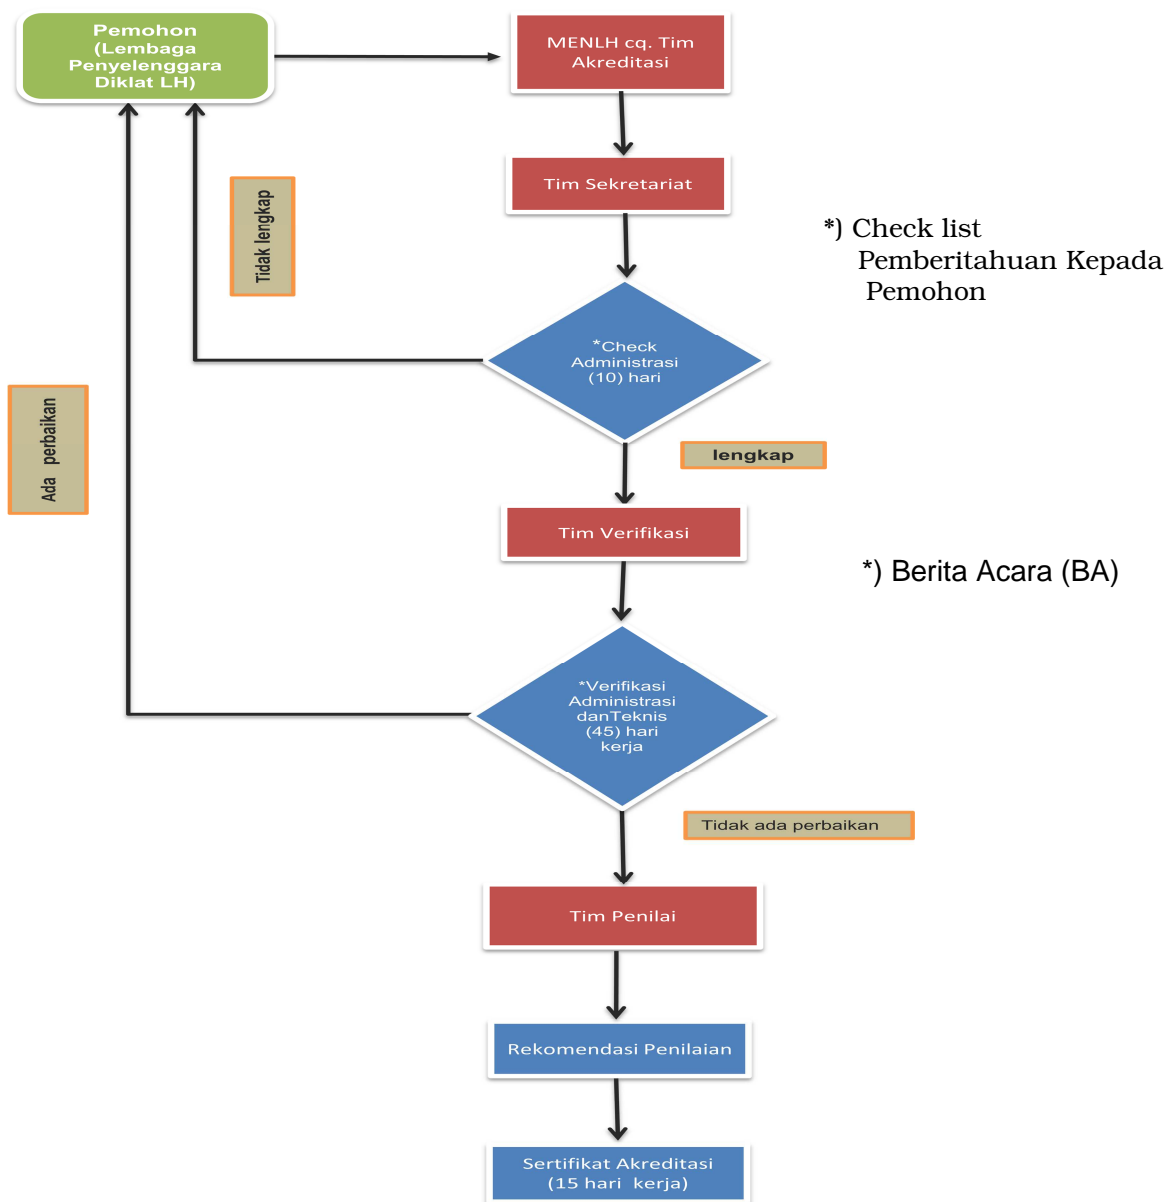 Pemohon
(Lembaga
Penyelenggara
Diklat LH)
MENLH cq. Tim
Akreditasi
Tim Sekretariat
Tidak lengkap
*) Check list
Pemberitahuan Kepada
Pemohon
*Check
Administrasi
(10) hari
Ada perbaikan
lengkap
Tim Verifikasi
*) Berita Acara (BA)
*Verifikasi
Administrasi
danTeknis
(45) hari
kerja
Tidak ada perbaikan
Tim Penilai
Rekomendasi Penilaian
Sertifikat Akreditasi
(15 hari kerja)